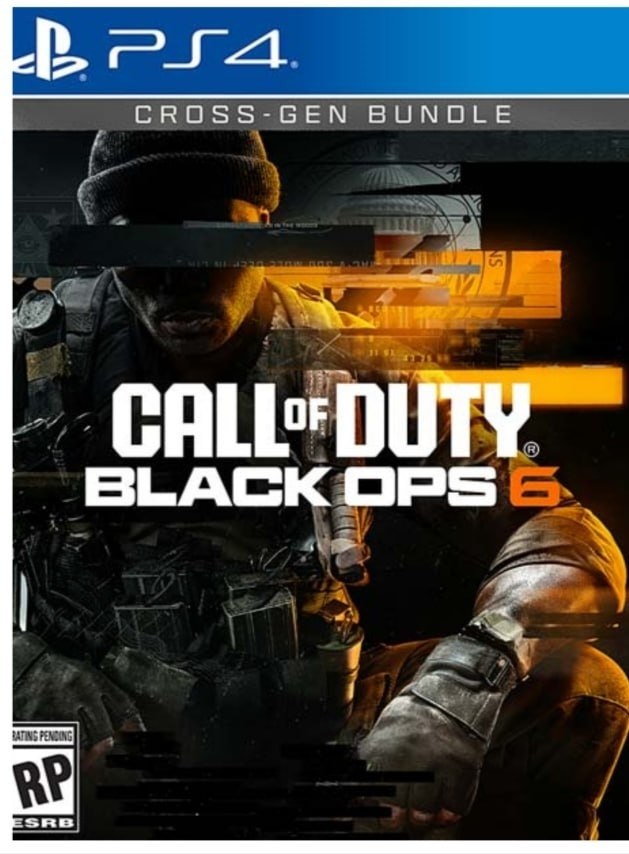 PS4
CROSS-GEN BUNDLE
CALL OF DUTY®
BLACK OPS 6
RATING PENDING
RP
ESRB